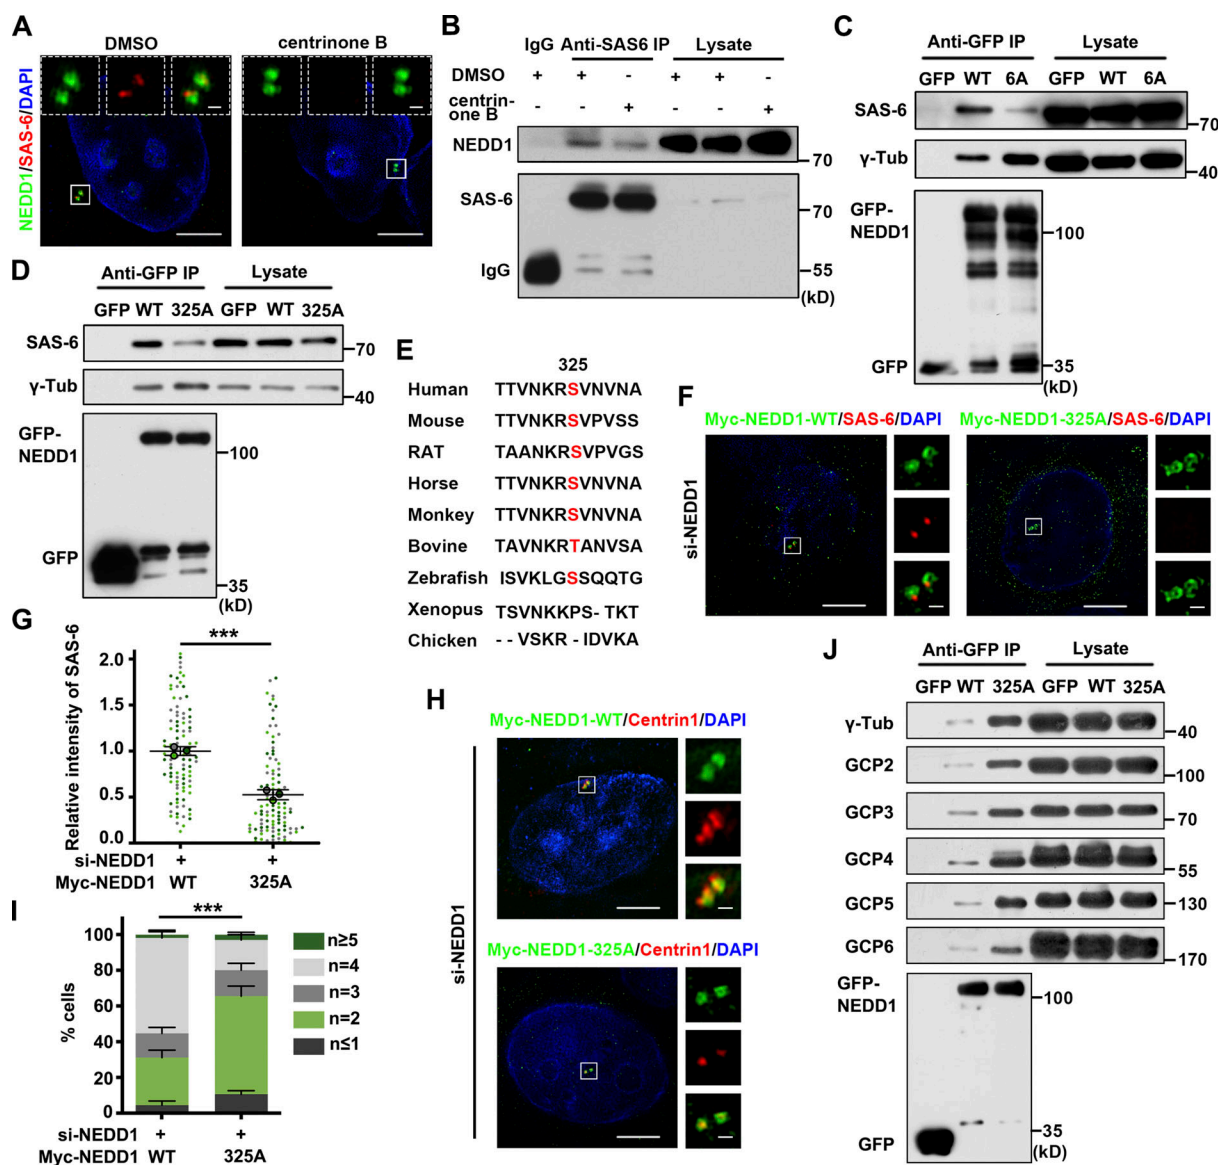 A
DMSO
centrinone B
NEDD1/SAS-6/DAPI
B
IgG Anti-SAS6 IP Lysate
DMSO + + - + + -
centrin-
one B - - + - - +
NEDD1
70
SAS-6
70
IgG
55
(kD)
C
Anti-GFP IP Lysate
GFP WT 6A GFP WT 6A
SAS-6
70
γ-Tub
40
GFP-
NEDD1
100
GFP
35
(kD)
D
Anti-GFP IP Lysate
GFP WT 325A GFP WT 325A
SAS-6
70
γ-Tub
40
GFP-
NEDD1
100
GFP
35
(kD)
E
325
Human TTVNKRSVNVNA
Mouse TTVNKRSVPVSS
RAT TAANKRSVPVGS
Horse TTVNKRSVNVNA
Monkey TTVNKRSVNVNA
Bovine TAVNKRTANVSA
Zebrafish ISVKLGSSQQTG
Xenopus TSVNKKPS-TKT
Chicken --VSKR-IDVKA
F
Myc-NEDD1-WT/SAS-6/DAPI Myc-NEDD1-325A/SAS-6/DAPI
si-NEDD1
G
***
Relative intensity of SAS-6
2.0
1.5
1.0
0.5
0.0
si-NEDD1 + +
Myc-NEDD1 WT 325A
H
Myc-NEDD1-WT/Centrin1/DAPI
si-NEDD1
Myc-NEDD1-325A/Centrin1/DAPI
I
***
% cells
100
80
60
40
20
0
n≥5
n=4
n=3
n=2
n≤1
si-NEDD1 + +
Myc-NEDD1 WT 325A
J
Anti-GFP IP Lysate
GFP WT 325A GFP WT 325A
γ-Tub
40
GCP2
100
GCP3
70
GCP4
55
GCP5
130
GCP6
170
GFP-
NEDD1
100
GFP
35
(kD)